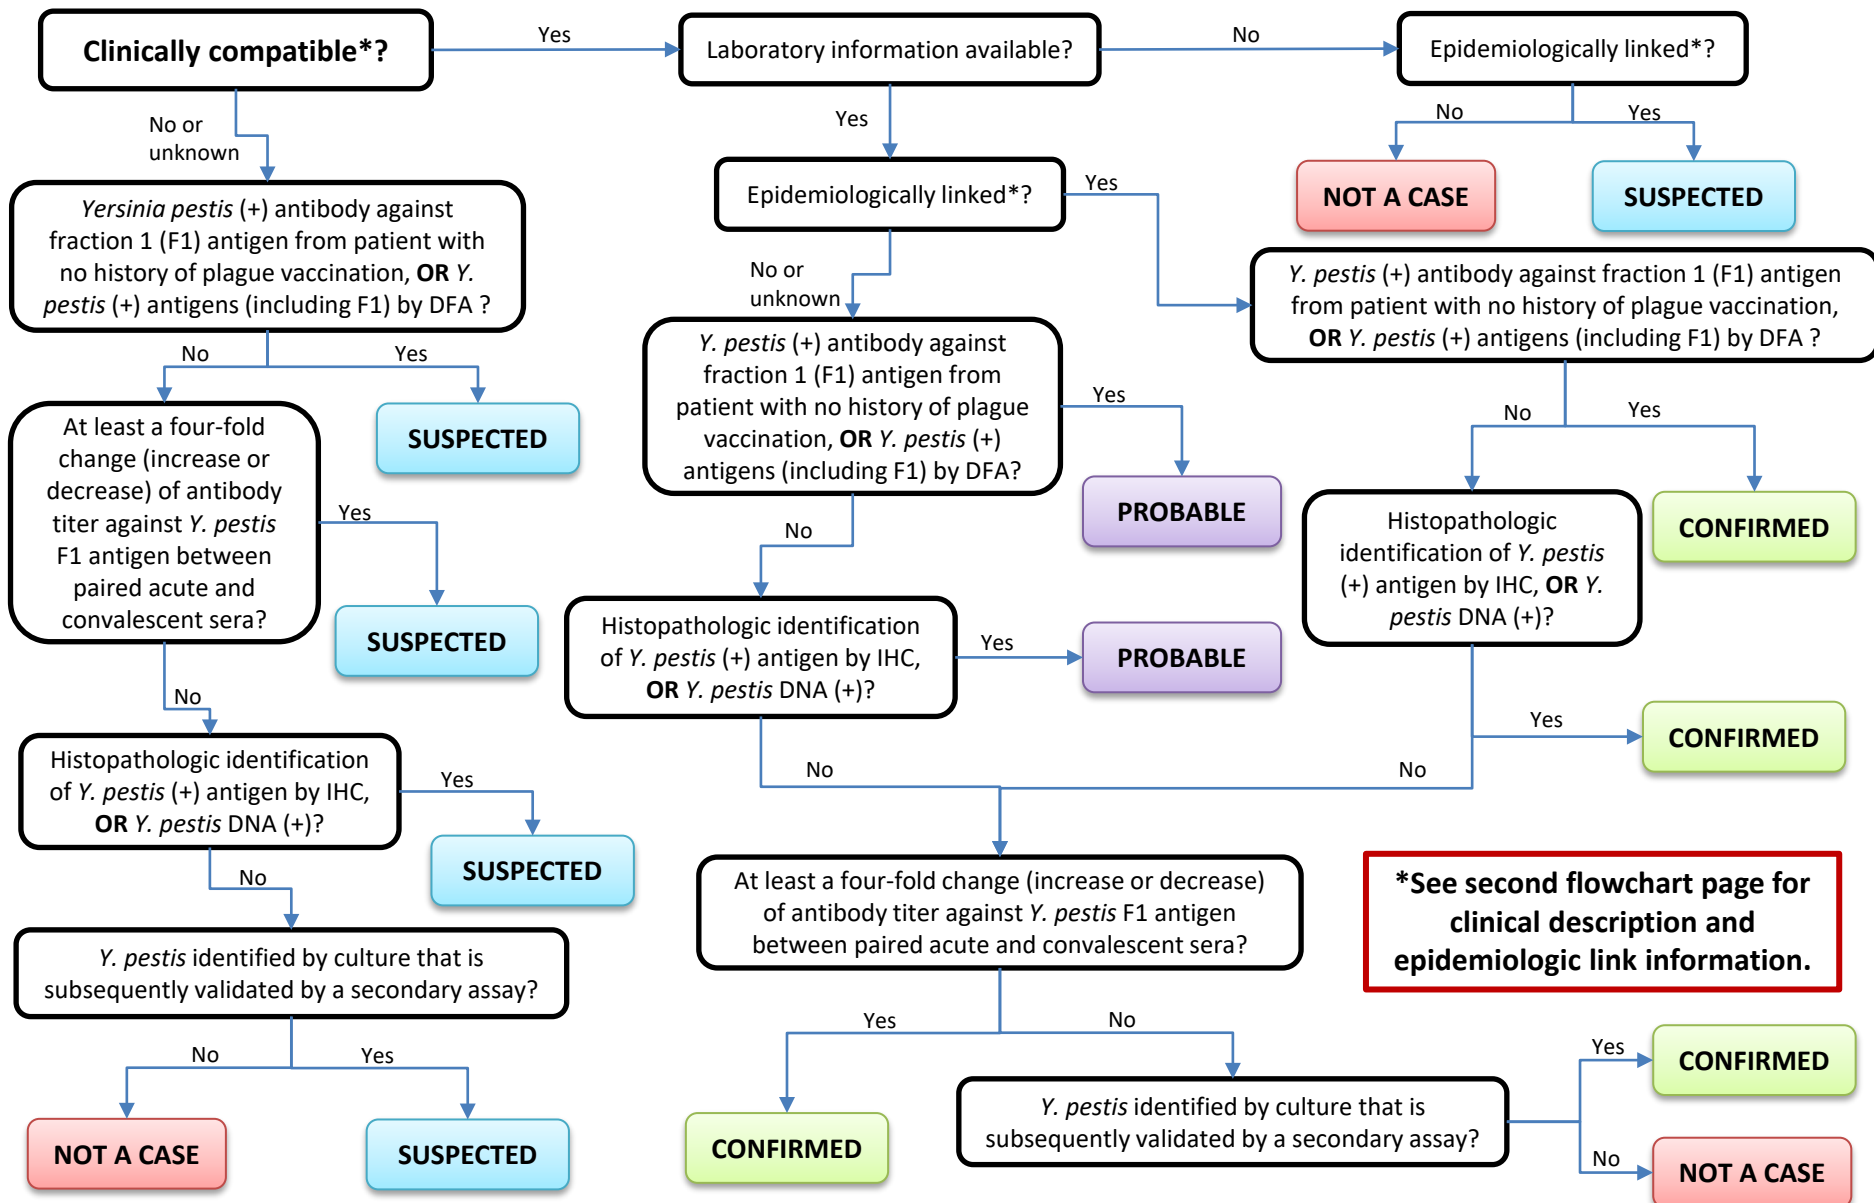 Clinically compatible*?
Yes
Laboratory information available?
No
Epidemiologically linked*?
No or
unknown
Yes
No
Yes
NOT A CASE
SUSPECTED
Yersinia pestis (+) antibody against
fraction 1 (F1) antigen from patient with
no history of plague vaccination, OR Y.
pestis (+) antigens (including F1) by DFA ?
Epidemiologically linked*?
Yes
Y. pestis (+) antibody against fraction 1 (F1) antigen
from patient with no history of plague vaccination,
OR Y. pestis (+) antigens (including F1) by DFA ?
No or
unknown
No
Yes
SUSPECTED
Y. pestis (+) antibody against
fraction 1 (F1) antigen from
patient with no history of plague
vaccination, OR Y. pestis (+)
antigens (including F1) by DFA?
Yes
PROBABLE
No
Yes
CONFIRMED
At least a four-fold
change (increase or
decrease) of antibody
titer against Y. pestis
F1 antigen between
paired acute and
convalescent sera?
Yes
SUSPECTED
No
Histopathologic
identification of Y. pestis
(+) antigen by IHC, OR Y.
pestis DNA (+)?
Histopathologic identification
of Y. pestis (+) antigen by IHC,
OR Y. pestis DNA (+)?
Yes
PROBABLE
No
Yes
CONFIRMED
Histopathologic identification
of Y. pestis (+) antigen by IHC,
OR Y. pestis DNA (+)?
Yes
SUSPECTED
No
No
No
At least a four-fold change (increase or decrease)
of antibody titer against Y. pestis F1 antigen
between paired acute and convalescent sera?
*See second flowchart page for
clinical description and
epidemiologic link information.
Y. pestis identified by culture that is
subsequently validated by a secondary assay?
No
Yes
NOT A CASE
SUSPECTED
Yes
No
CONFIRMED
Y. pestis identified by culture that is
subsequently validated by a secondary assay?
Yes
CONFIRMED
No
NOT A CASE